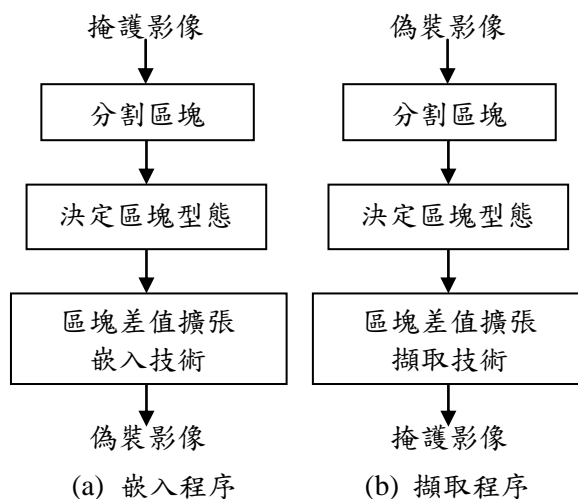 掩護影像
分割區塊
決定區塊型態
區塊差值擴張
嵌入技術
偽裝影像
(a) 嵌入程序
偽裝影像
分割區塊
決定區塊型態
區塊差值擴張
擷取技術
掩護影像
(b) 擷取程序